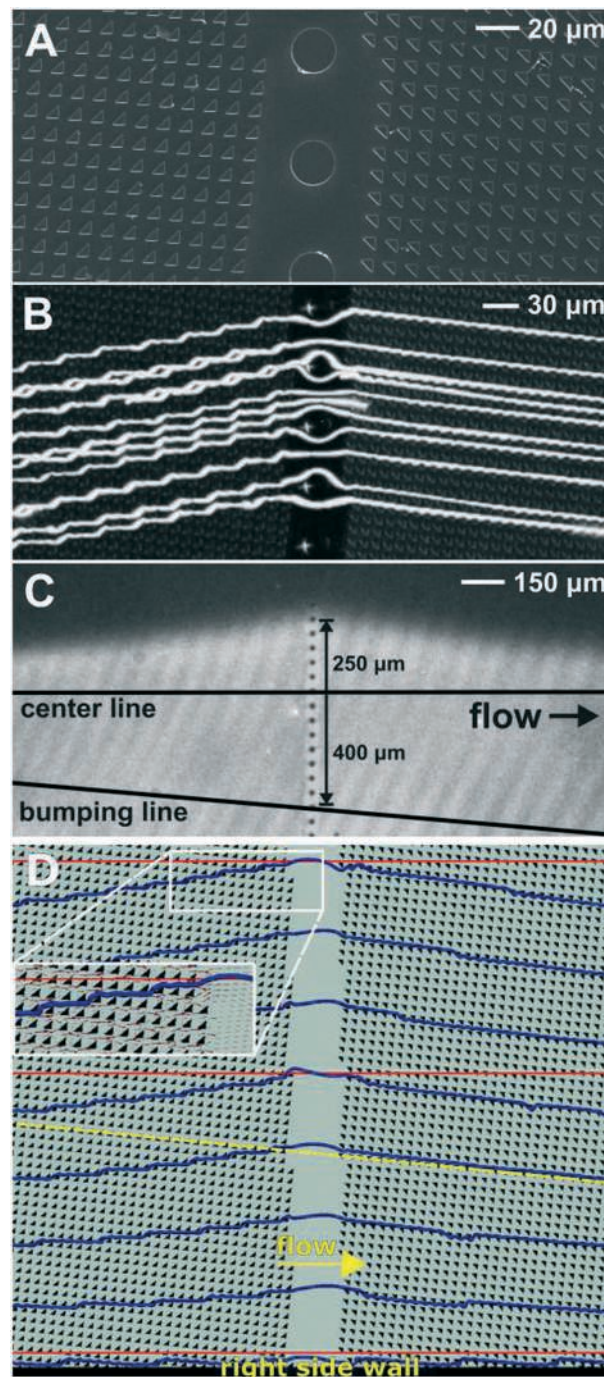 A
20 µm
B
30 µm
C
150 µm
250 µm
center line
flow
400 µm
bumping line
D
flow
right side wall